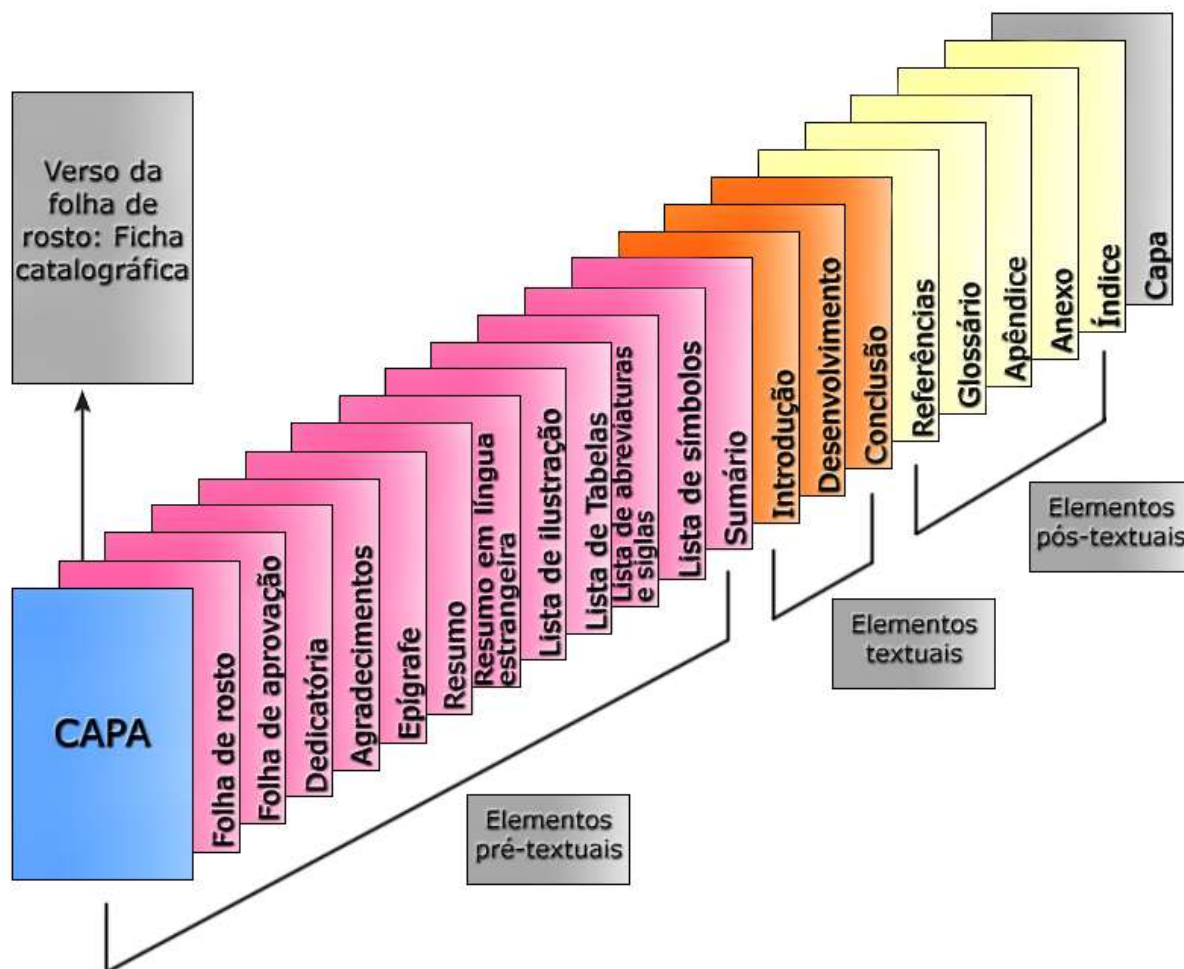 Verso da
folha de
rosto: Ficha
catalográfica
CAPA
Folha de rosto
Folha de aprovação
Dedicatória
Agradecimentos
Epígrafe
Resumo
Resumo em língua
estrangeira
Lista de ilustração
Lista de Tabelas
Lista de abreviaturas
e siglas
Lista de símbolos
Sumário
Introdução
Desenvolvimento
Conclusão
Referências
Glossário
Apêndice
Anexo
Índice
Capa
Elementos
pré-textuais
Elementos
textuais
Elementos
pós-textuais